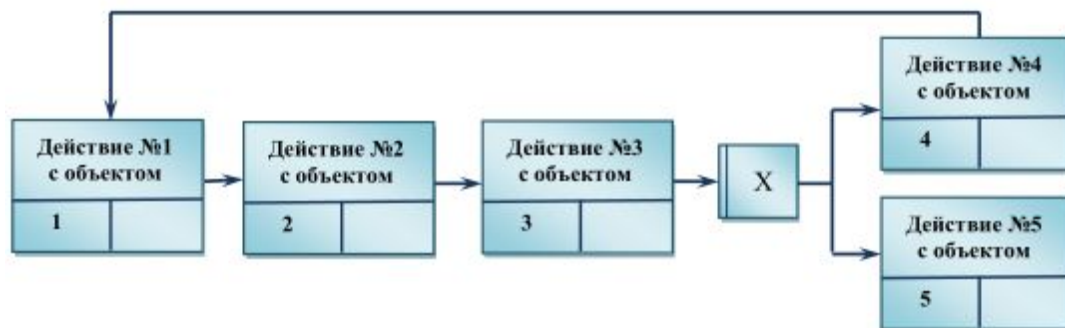 Действие №4
с объектом
4
Действие №1
с объектом
1
Действие №2
с объектом
2
Действие №3
с объектом
3
X
Действие №5
с объектом
5